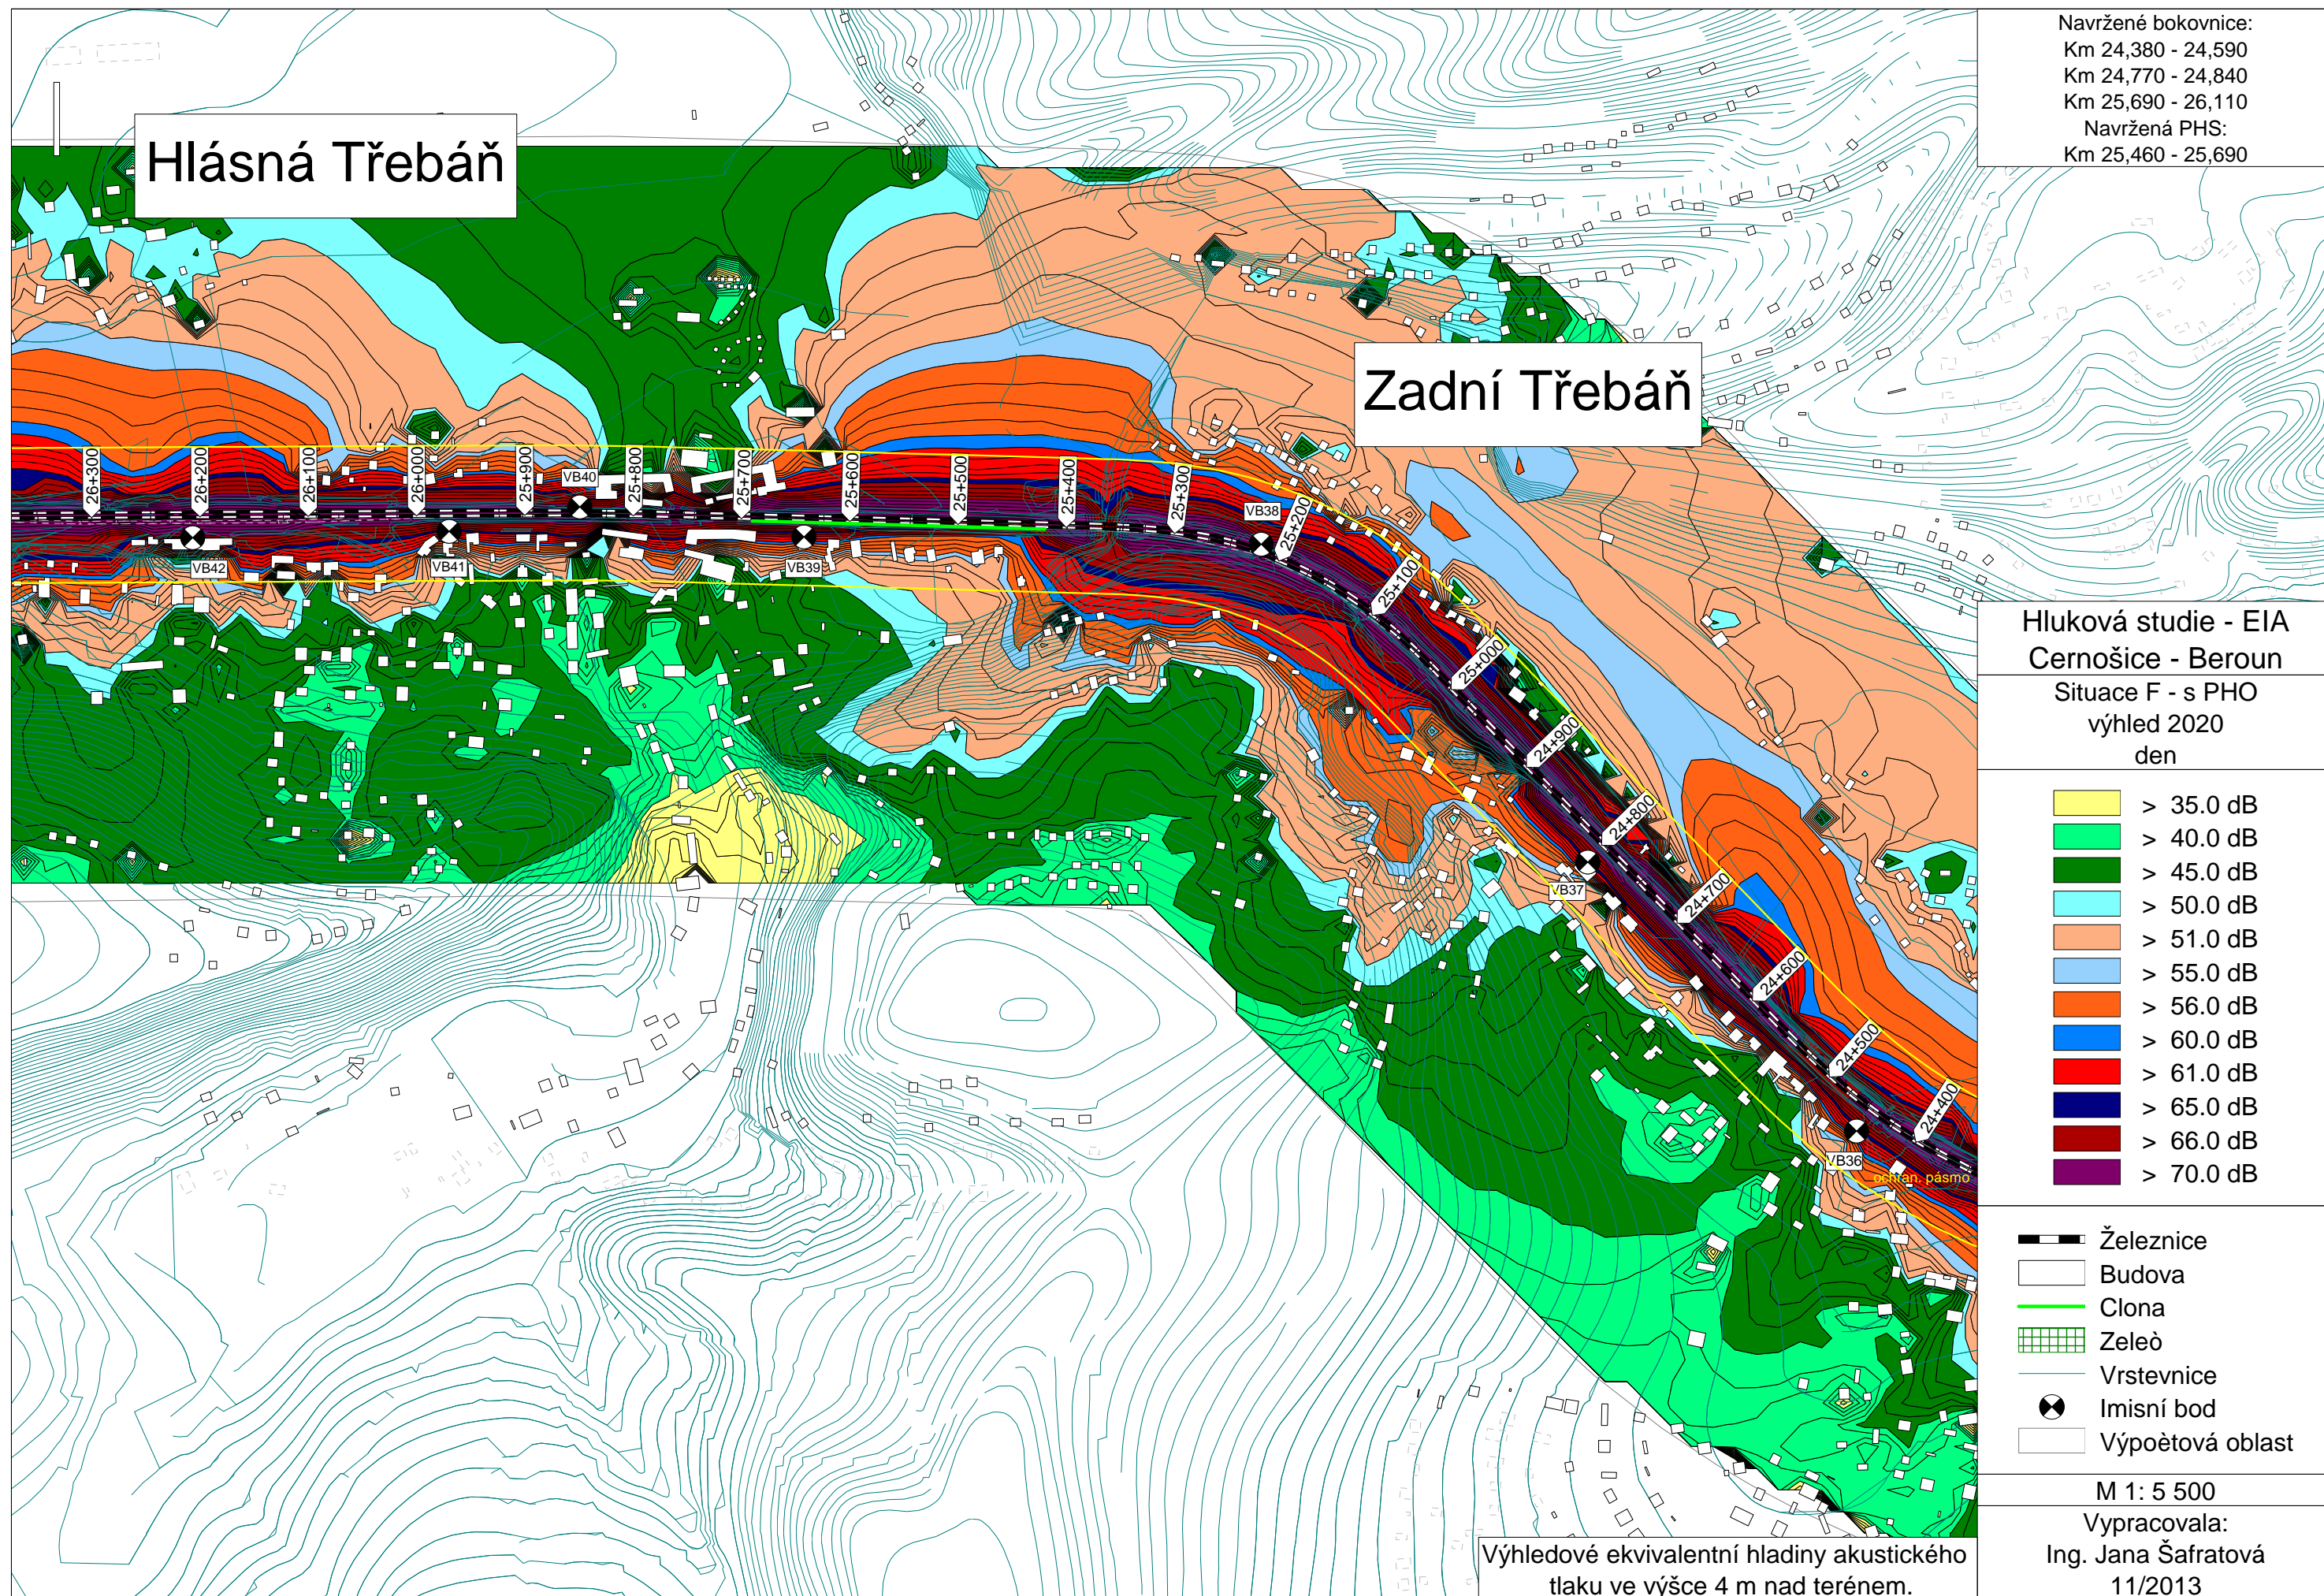 Hlásná Třebáň
Zadní Třebáň
Navržené bokovnice:
Km 24,380 - 24,590
Km 24,770 - 24,840
Km 25,690 - 26,110
Navržená PHS:
Km 25,460 - 25,690
26+300
26+200
26+100
26+000
25+900
25+800
25+700
25+600
25+500
25+400
25+300
25+200
25+100
25+000
24+900
24+800
24+700
24+600
24+500
24+400
VB40
VB38
VB42
VB41
VB39
VB37
VB36
ochran. pásmo
Hluková studie - EIA
Cernošice - Beroun
Situace F - s PHO
výhled 2020
den
> 35.0 dB
> 40.0 dB
> 45.0 dB
> 50.0 dB
> 51.0 dB
> 55.0 dB
> 56.0 dB
> 60.0 dB
> 61.0 dB
> 65.0 dB
> 66.0 dB
> 70.0 dB
Železnice
Budova
Clona
Zeleò
Vrstevnice
Imisní bod
Výpoètová oblast
M 1: 5 500
Vypracovala:
Ing. Jana Šafratová
11/2013
Výhledové ekvivalentní hladiny akustického
tlaku ve výšce 4 m nad terénem.